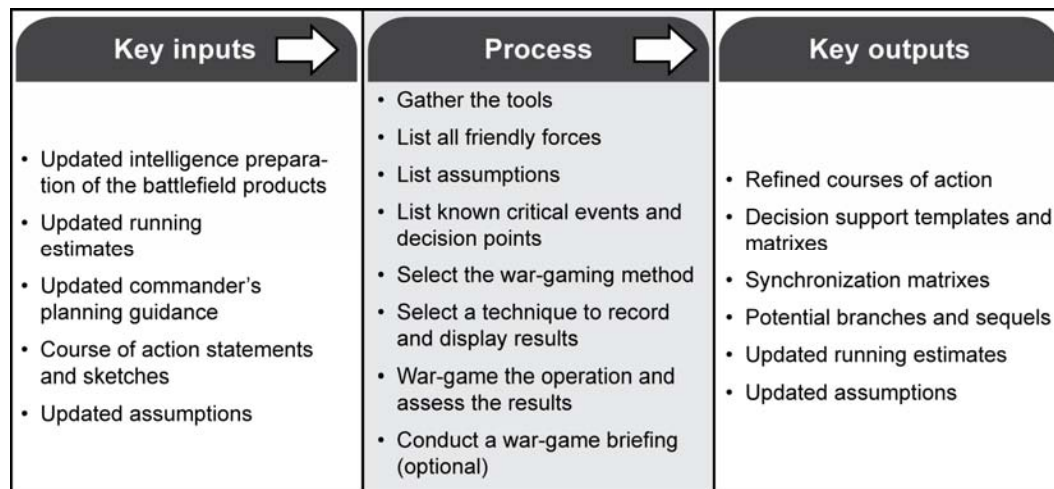 Key inputs
• Updated intelligence prepara-
tion of the battlefield products
• Updated running
estimates
• Updated commander's
planning guidance
• Course of action statements
and sketches
• Updated assumptions
Process
• Gather the tools
• List all friendly forces
• List assumptions
• List known critical events and
decision points
• Select the war-gaming method
• Select a technique to record
and display results
• War-game the operation and
assess the results
• Conduct a war-game briefing
(optional)
Key outputs
• Refined courses of action
• Decision support templates and
matrixes
• Synchronization matrixes
• Potential branches and sequels
• Updated running estimates
• Updated assumptions